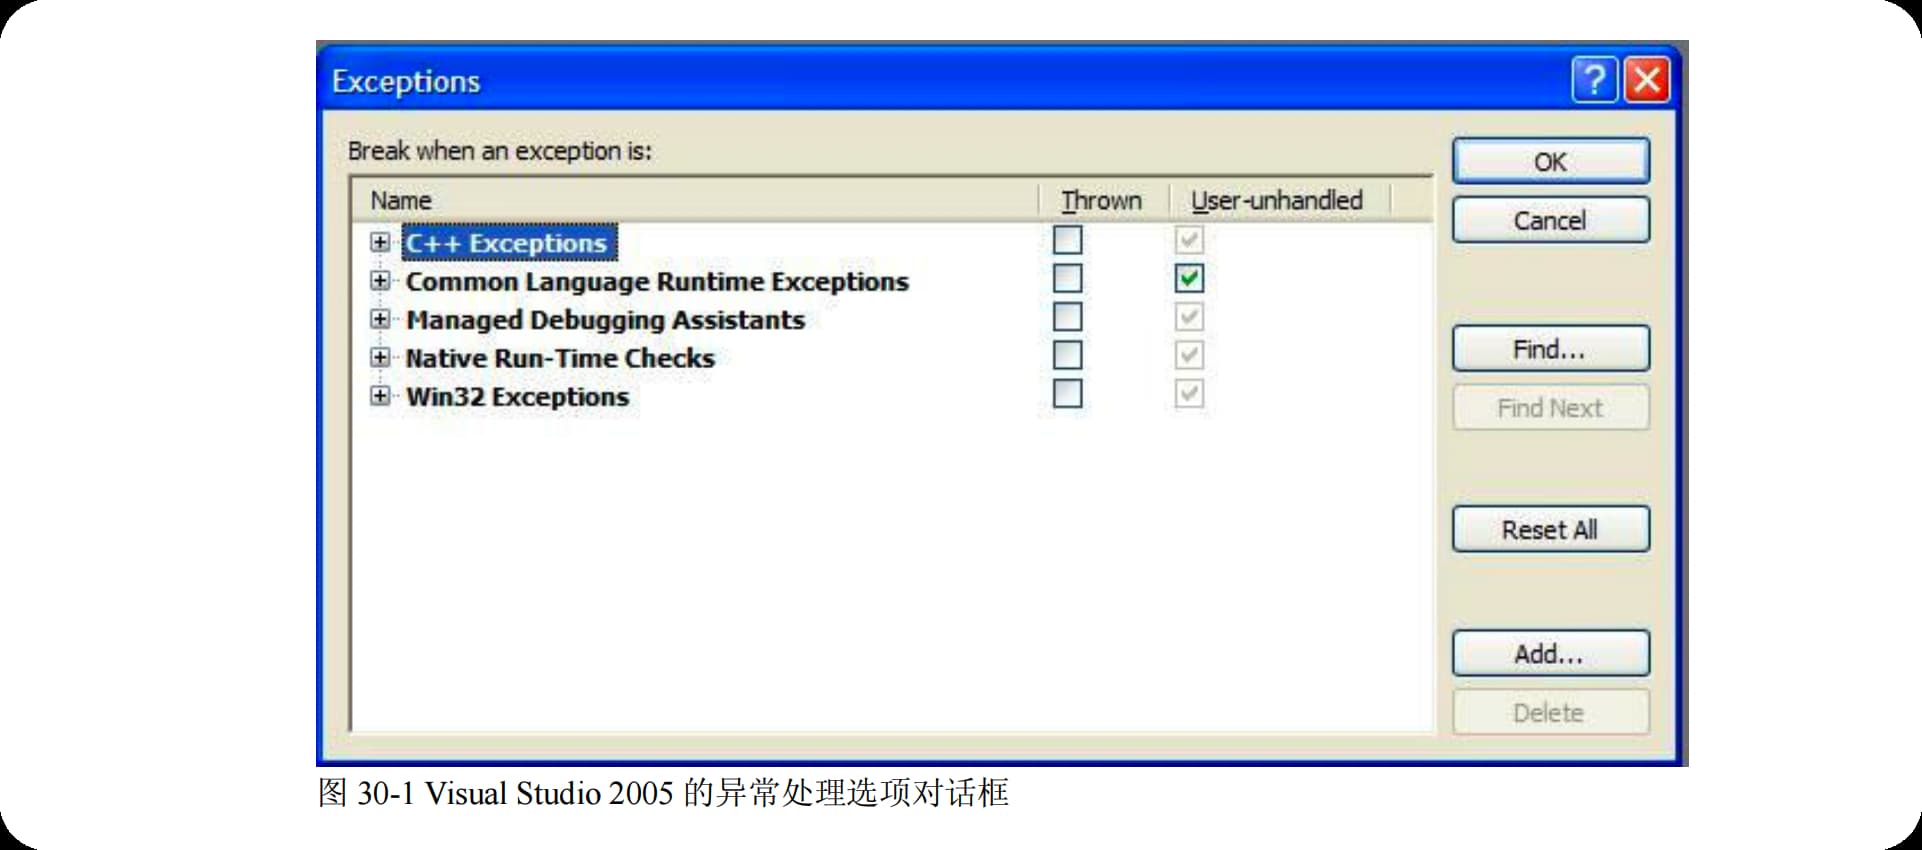 Exceptions
Break when an exception is:
Name Thrown User-unhandled
C++ Exceptions
Common Language Runtime Exceptions
Managed Debugging Assistants
Native Run-Time Checks
Win32 Exceptions
OK
Cancel
Find...
Find Next
Reset All
Add...
Delete
图 30-1 Visual Studio 2005 的异常处理选项对话框